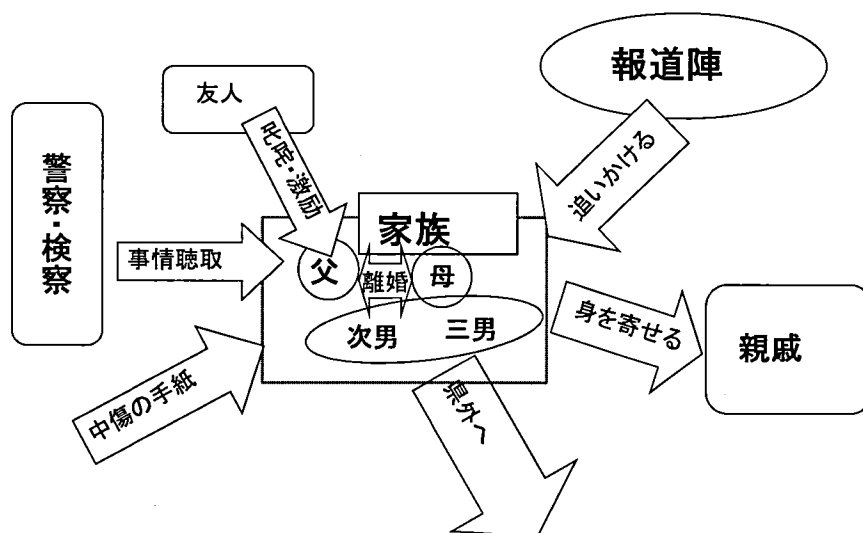 報道陣
友人
警察・検察
叱咤・激励
追いかける
家族
事情聴取
父
離婚
母
次男
三男
身を寄せる
親戚
中傷の手紙
県外へ